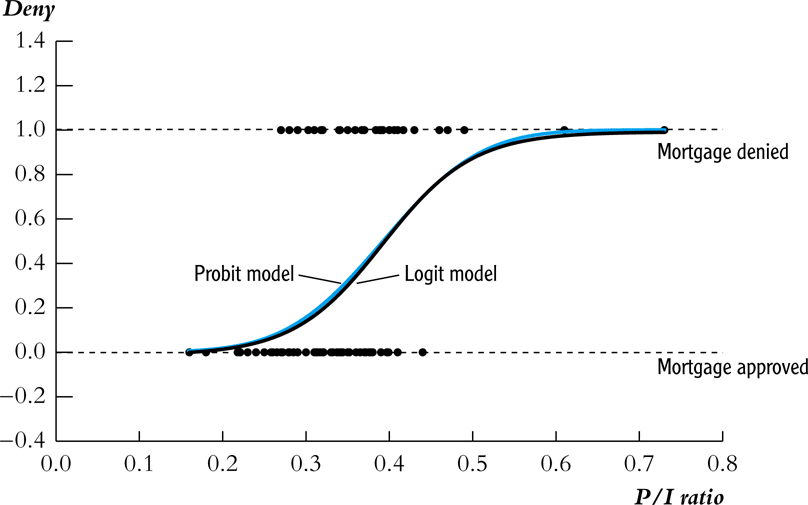 Deny
1.4
1.2
1.0
Mortgage denied
0.8
0.6
0.4
Probit model
Logit model
0.2
0.0
Mortgage approved
−0.2
−0.4
0.0 0.1 0.2 0.3 0.4 0.5 0.6 0.7 0.8
P/I ratio